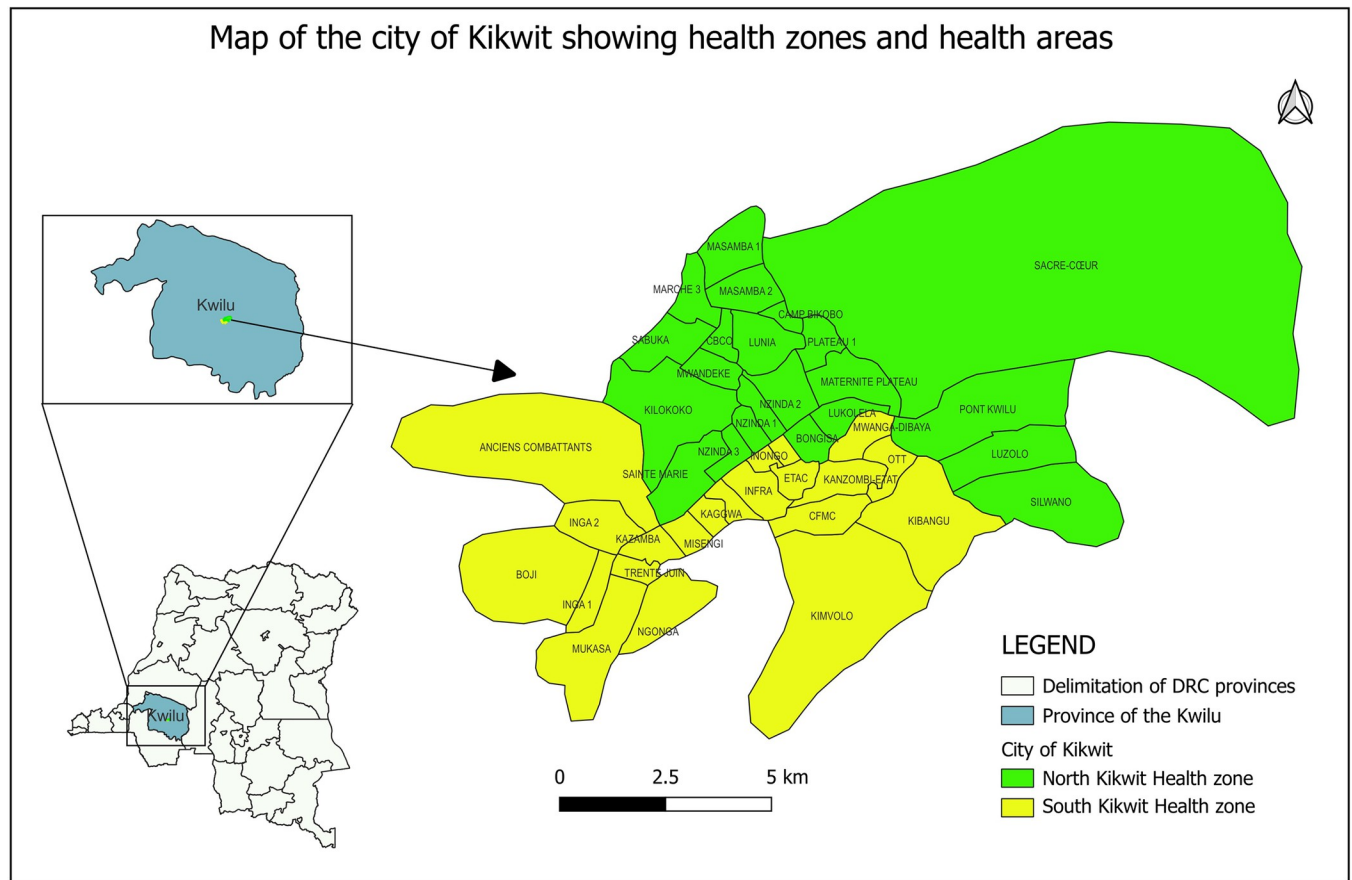 Map of the city of Kikwit showing health zones and health areas
Kwilu
Kwilu
MASAMBA 1
SACRE-CŒUR
MARCHE 3
MASAMBA 2
CAMP BIKOBO
SABUKA
CBCO
LUNIA
PLATEAU 1
MWANDEKE
MATERNITE PLATEAU
KILOKOKO
NZINDA 2
LUKOLELA
PONT KWILU
NZINDA 1
MWANGA-DIBAYA
ANCIENS COMBATTANTS
BONGISA
NZINDA 3
INONGO
OTT
LUZOLO
SAINTE MARIE
ETAC
KANZOMBI-ETAT
INFRA
SILWANO
KAGGWA
CFMC
KIBANGU
INGA 2
KAZAMBA
MISENGI
BOJI
TRENTE JUIN
INGA 1
KIMVOLO
NGONGA
MUKASA
LEGEND
Delimitation of DRC provinces
Province of the Kwilu
City of Kikwit
North Kikwit Health zone
South Kikwit Health zone
0 2.5 5 km